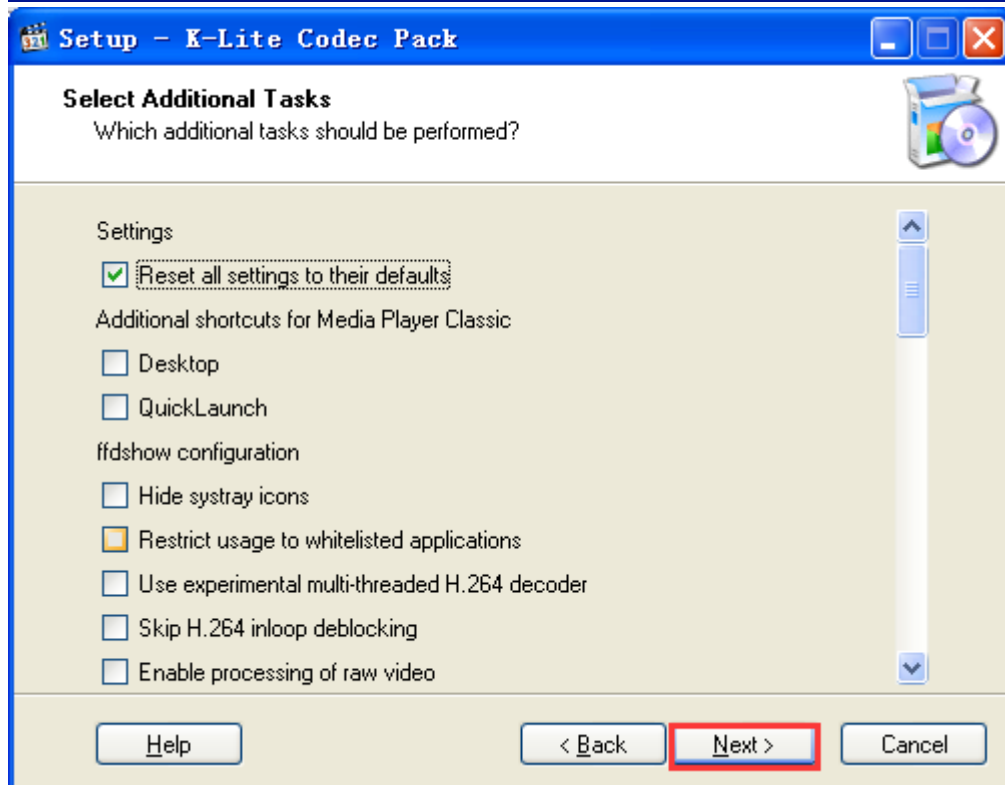 Setup - K-Lite Codec Pack
Select Additional Tasks
Which additional tasks should be performed?
Settings
Reset all settings to their defaults
Additional shortcuts for Media Player Classic
Desktop
QuickLaunch
ffdshow configuration
Hide systray icons
Restrict usage to whitelisted applications
Use experimental multi-threaded H.264 decoder
Skip H.264 inloop deblocking
Enable processing of raw video
Help < Back Next > Cancel